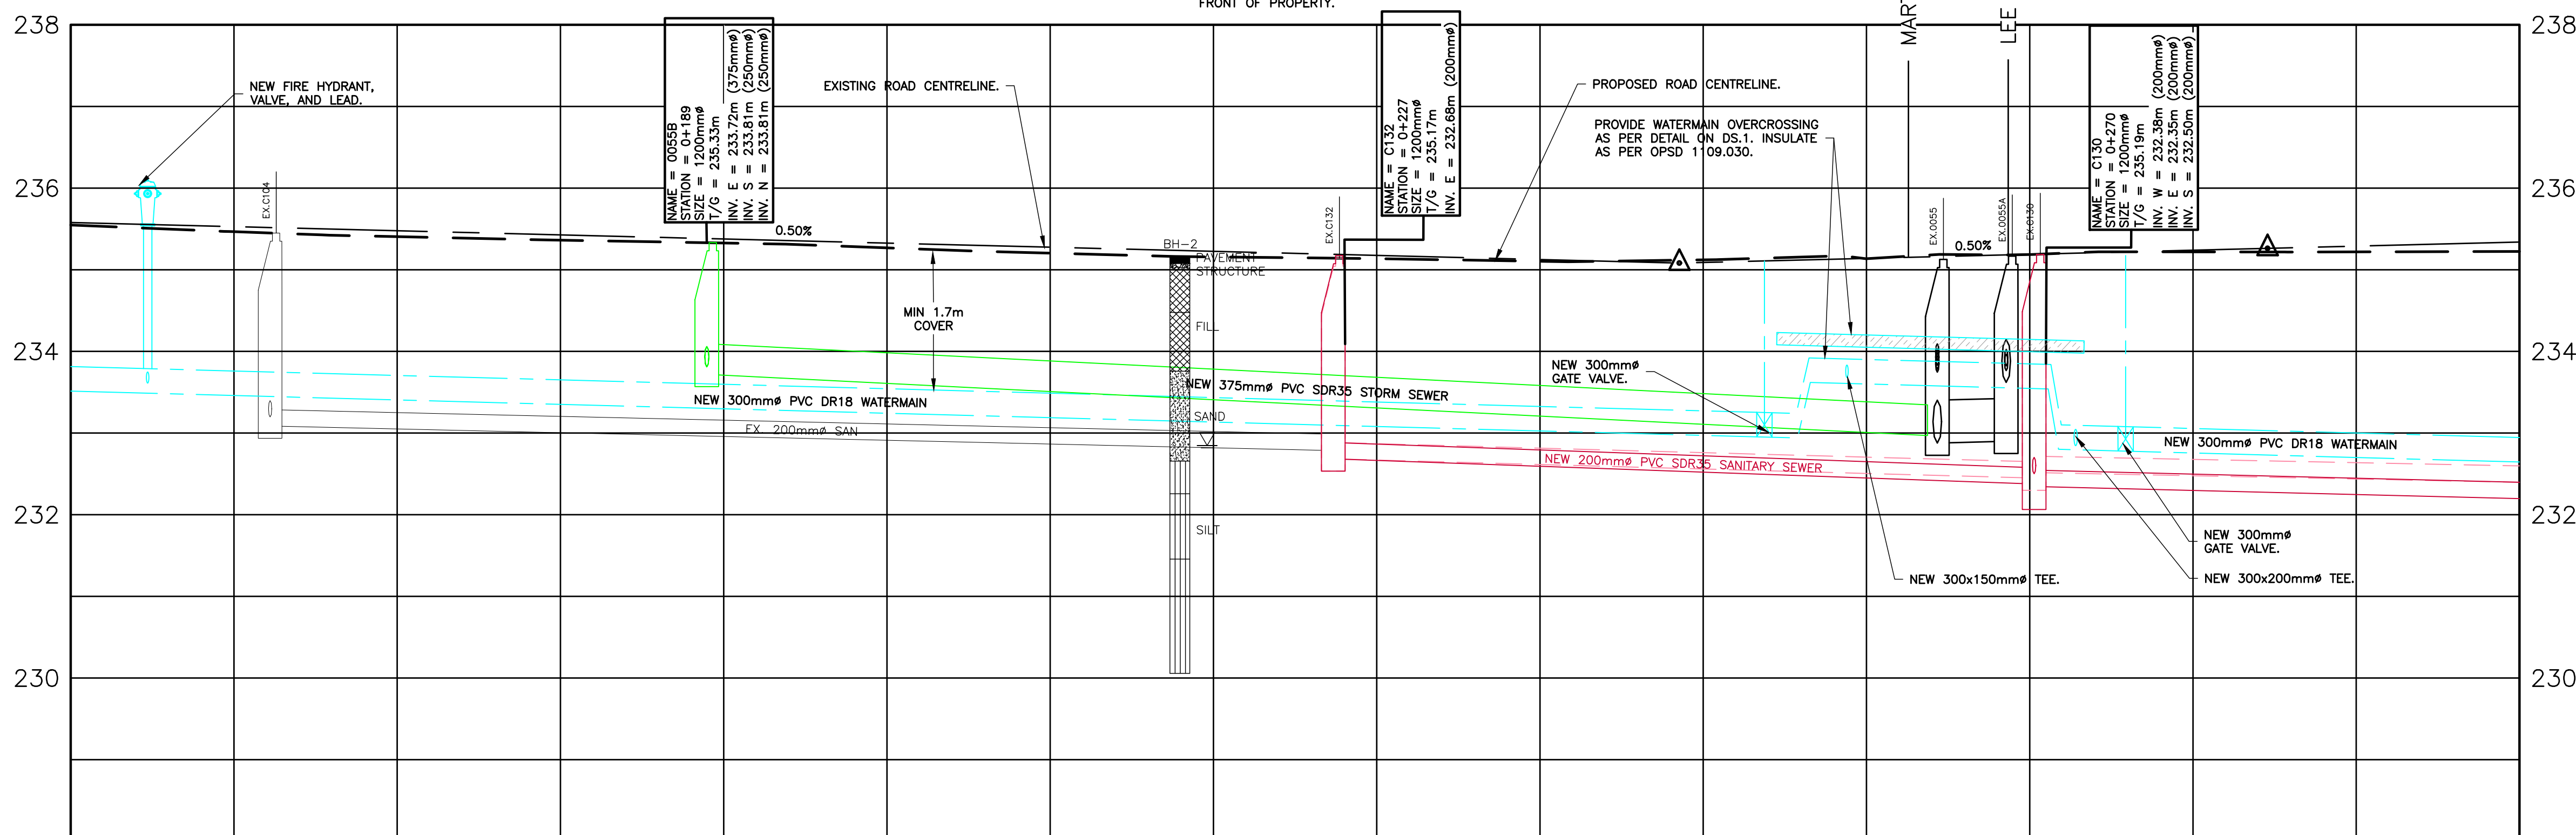 FRONT OF PROPERTY.
238
238
236
236
234
234
232
232
230
230
NEW FIRE HYDRANT,
VALVE, AND LEAD.
EX.C104
NAME = 0055B
STATION = 0+189
SIZE = 1200mmø
T/G = 235.33m
INV. E = 233.72m (375mmø)
INV. S = 233.81m (250mmø)
INV. N = 233.81m (250mmø)
EXISTING ROAD CENTRELINE.
0.50%
MIN 1.7m
COVER
BH-2
PAVEMENT
STRUCTURE
FILL
SAND
SILT
EX.C132
NAME = C132
STATION = 0+227
SIZE = 1200mmø
T/G = 235.17m
INV. E = 232.68m (200mmø)
PROPOSED ROAD CENTRELINE.
PROVIDE WATERMAIN OVERCROSSING
AS PER DETAIL ON DS.1. INSULATE
AS PER OPSD 1109.030.
LEE
EX.0055
0.50%
EX.0055A
EX.C130
NAME = C130
STATION = 0+270
SIZE = 1200mmø
T/G = 235.19m
INV. W = 232.38m (200mmø)
INV. E = 232.35m (200mmø)
INV. S = 232.50m (200mmø)
NEW 300mmø
GATE VALVE.
NEW 375mmø PVC SDR35 STORM SEWER
NEW 300mmø PVC DR18 WATERMAIN
EX. 200mmø SAN
NEW 200mmø PVC SDR35 SANITARY SEWER
NEW 300mmø PVC DR18 WATERMAIN
NEW 300x150mmø TEE.
NEW 300mmø
GATE VALVE.
NEW 300x200mmø TEE.